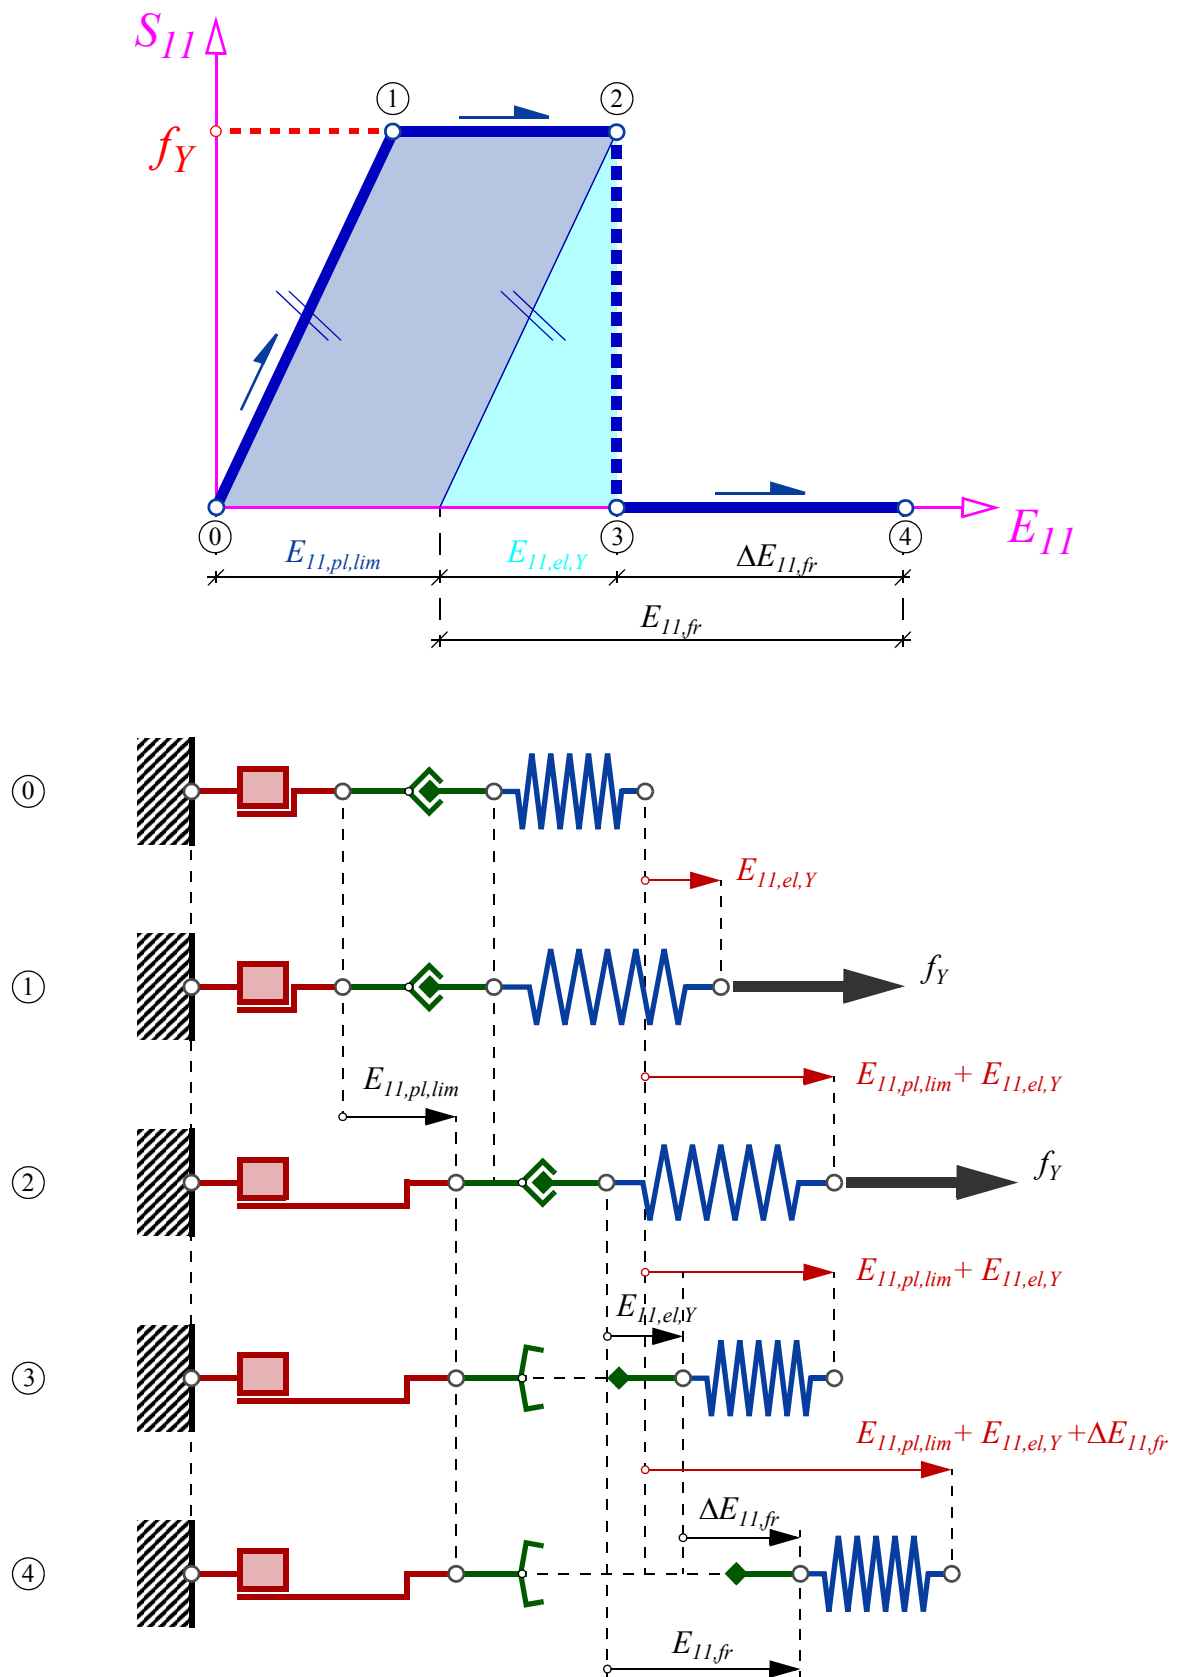 S11
1
2
fY
E11
0
3
4
E11,pl,lim
E11,el,Y
ΔE11,fr
E11,fr
0
E11,el,Y
1
fY
E11,pl,lim + E11,el,Y
E11,pl,lim
2
fY
E11,pl,lim + E11,el,Y
E11,el,Y
3
E11,pl,lim + E11,el,Y + ΔE11,fr
ΔE11,fr
4
E11,fr